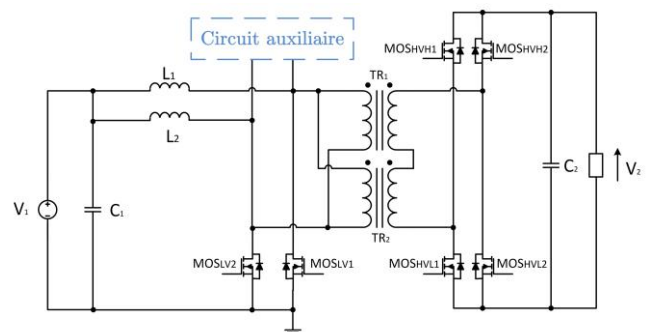 Circuit auxiliaire
MOSHVH1
MOSHVH2
L1
TR1
L2
V1
C1
C2
V2
TR2
MOSLV2
MOSLV1
MOSHVL1
MOSHVL2